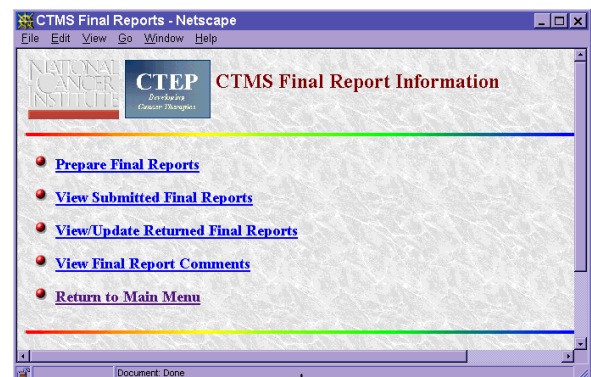 CTMS Final Reports - Netscape
File Edit View Go Window Help
NATIONAL
CANCER
INSTITUTE
CTEP
Developing
Cancer Therapies
CTMS Final Report Information
Prepare Final Reports
View Submitted Final Reports
View/Update Returned Final Reports
View Final Report Comments
Return to Main Menu
Document: Done